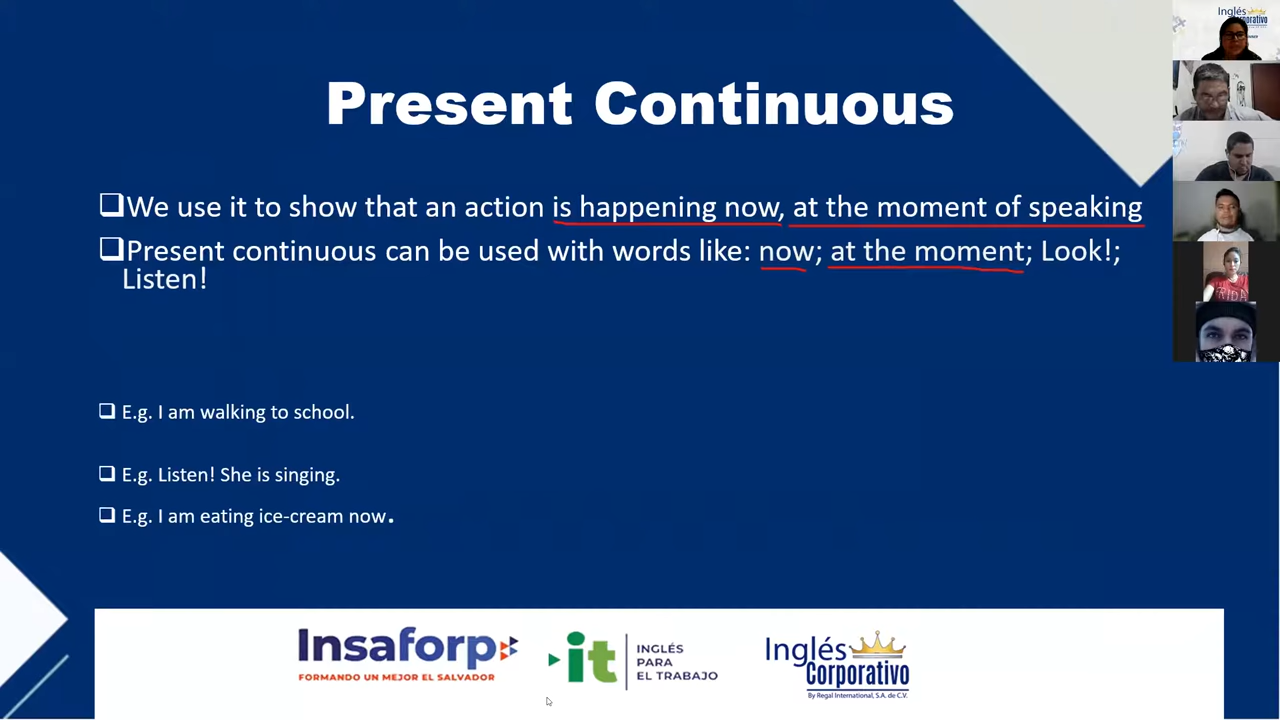 Present Continuous
❑We use it to show that an action is happening now, at the moment of speaking
❑Present continuous can be used with words like: now; at the moment; Look!;
Listen!
❑ E.g. I am walking to school.
❑ E.g. Listen! She is singing.
❑ E.g. I am eating ice-cream now.
Insaforp
FORMANDO UN MEJOR EL SALVADOR
it
INGLÉS
PARA
EL TRABAJO
Inglés
Corporativo
By Regal International, S.A. de C.V.
Inglés
Corporativo
FRIDA